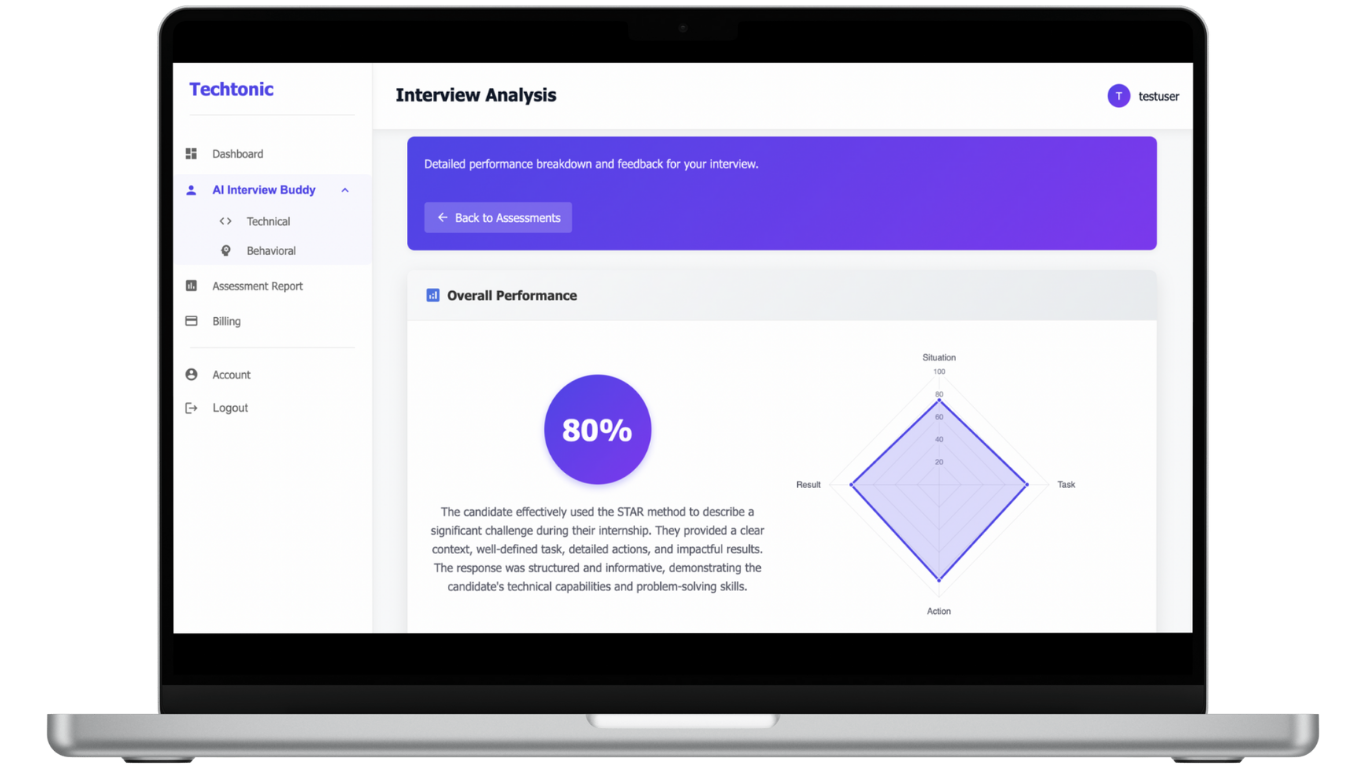 Techtonic
Dashboard
AI Interview Buddy
Technical
Behavioral
Assessment Report
Billing
Account
Logout
Interview Analysis
T
testuser
Detailed performance breakdown and feedback for your interview.
← Back to Assessments
Overall Performance
80%
The candidate effectively used the STAR method to describe a
significant challenge during their internship. They provided a clear
context, well-defined task, detailed actions, and impactful results.
The response was structured and informative, demonstrating the
candidate's technical capabilities and problem-solving skills.
Situation
100
80
60
40
20
Result
Task
Action